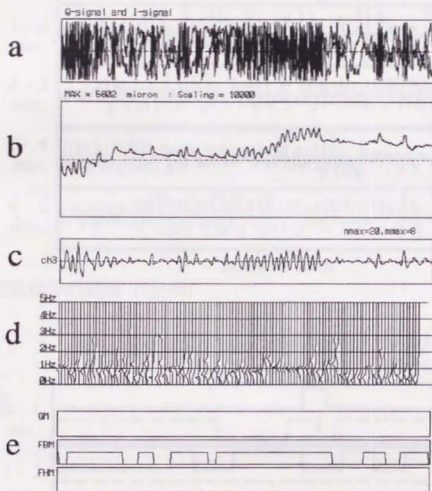 Q-signal and I-signal
a
MAX = 5802 micron : Scaling = 10000
b
nmax=20,mmax=6
c
ch3
5Hz
4Hz
3Hz
d
2Hz
1Hz
0Hz
GM
e
FBM
FHM